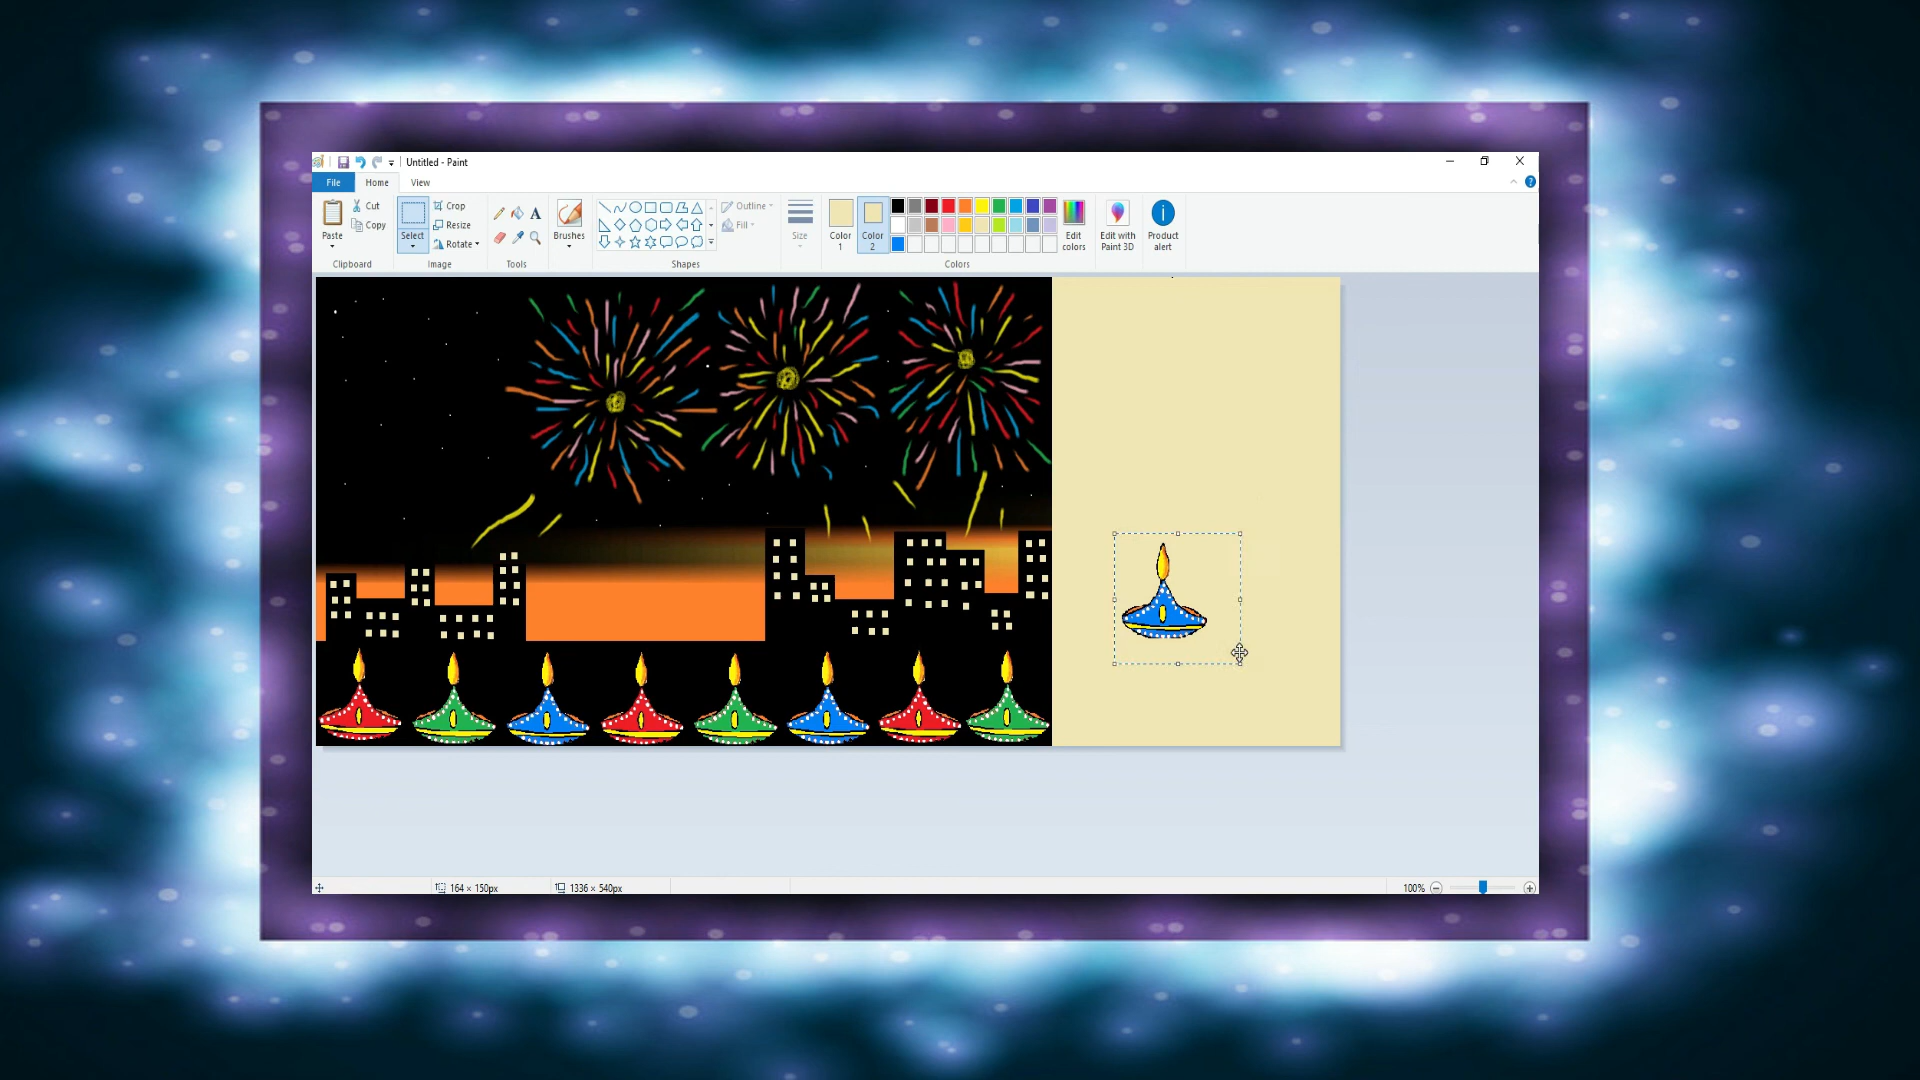 Untitled - Paint
File Home View
Paste
Cut
Copy
Clipboard
Select
Crop
Resize
Rotate
Image
A
Tools
Brushes
Outline
Fill
Shapes
Size
Color 1
Color 2
Colors
Edit colors
Edit with Paint 3D
Product alert
164 × 150px
1336 × 540px
100%